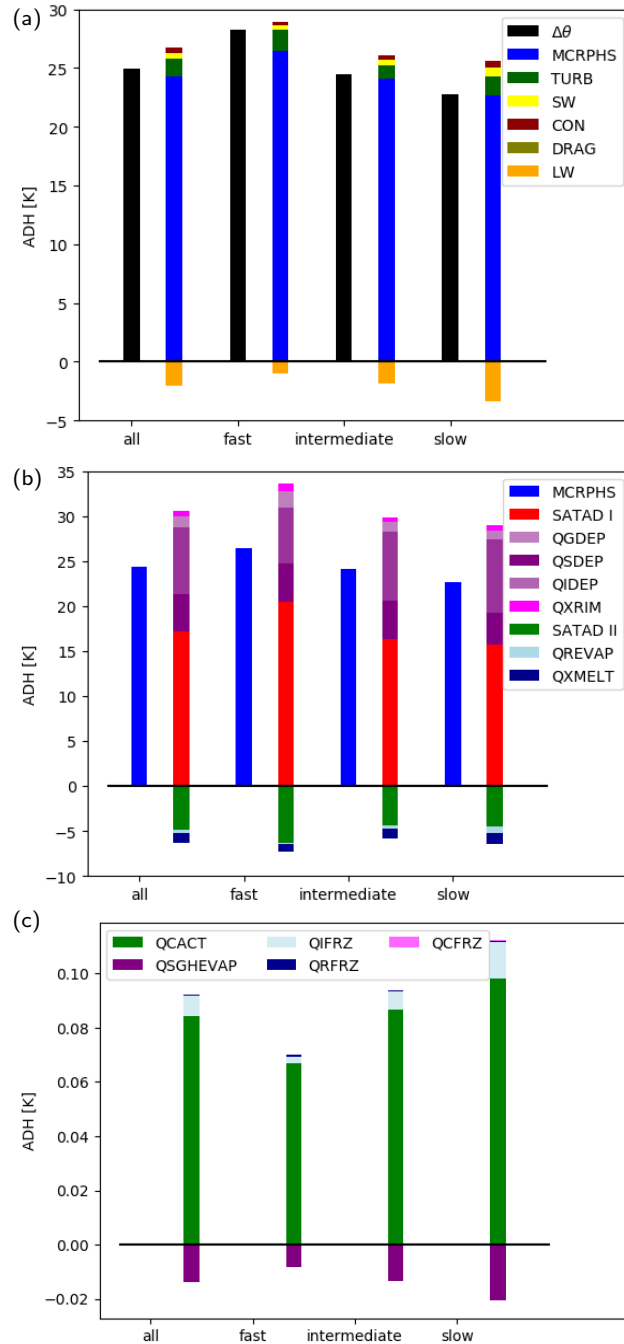 (a)
30
25
20
15
10
5
0
−5
ADH [K]
Δθ
MCRPHS
TURB
SW
CON
DRAG
LW
all fast intermediate slow
(b)
35
30
25
20
15
10
5
0
−5
−10
ADH [K]
MCRPHS
SATAD I
QGDEP
QSDEP
QIDEP
QXRIM
SATAD II
QREVAP
QXMELT
all fast intermediate slow
(c)
0.10
0.08
0.06
0.04
0.02
0.00
−0.02
ADH [K]
QCACT QIFRZ QCFRZ
QSGHEVAP QRFRZ
all fast intermediate slow